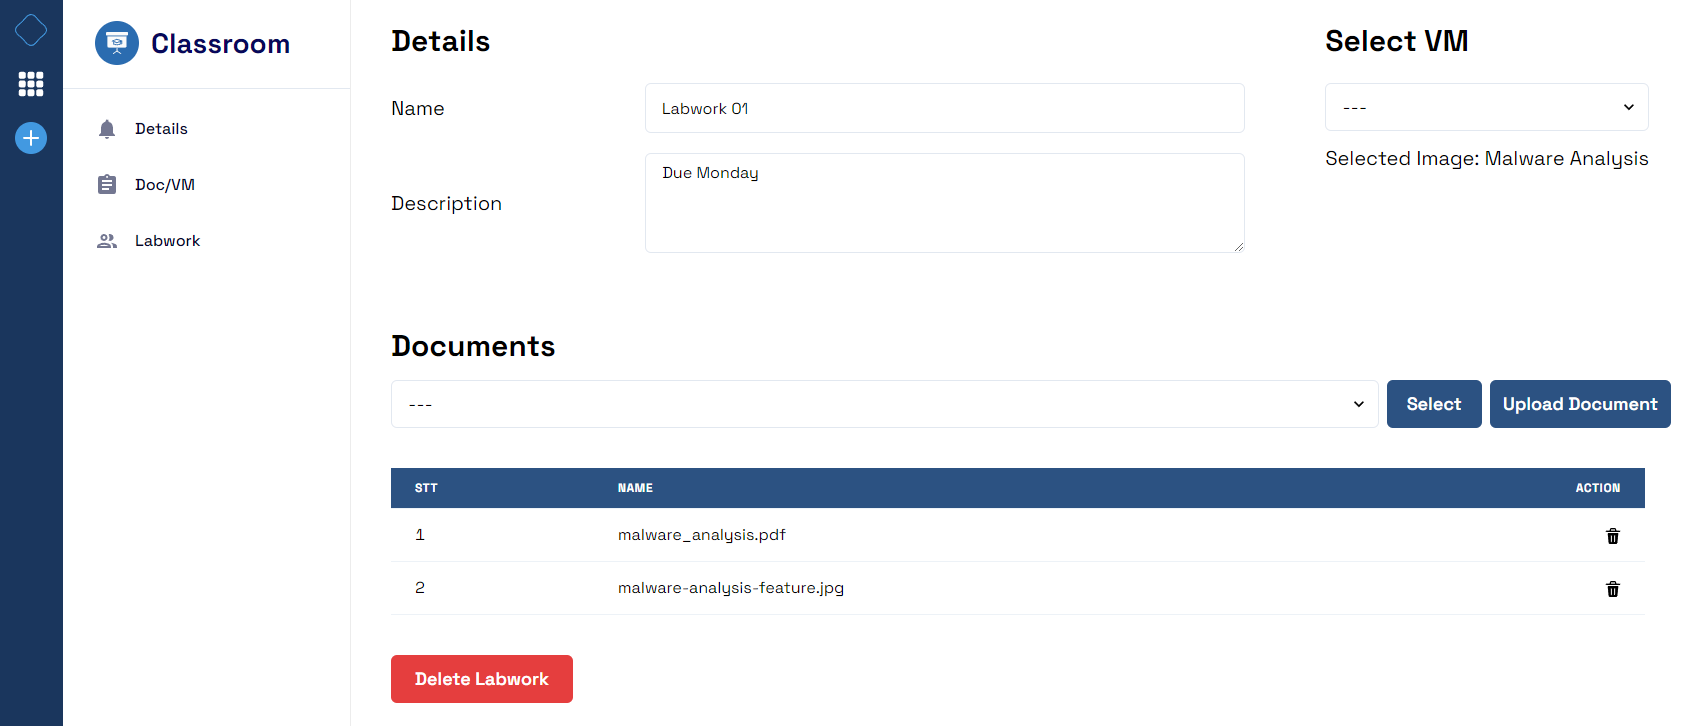 Classroom
Details
Doc/VM
Labwork
Details
Name
Labwork 01
Description
Due Monday
Select VM
---
Selected Image: Malware Analysis
Documents
---
Select
Upload Document
STT NAME ACTION
1 malware_analysis.pdf
2 malware-analysis-feature.jpg
Delete Labwork